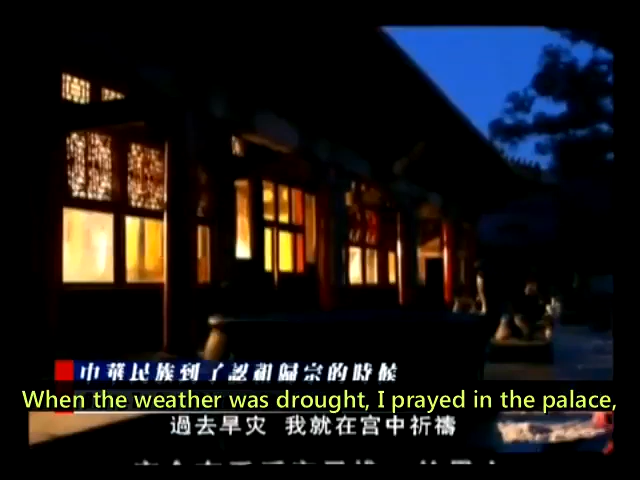 中華民族到了認祖歸宗的時候
When the weather was drought, I prayed in the palace,
過去旱灾 我就在宫中祈禱